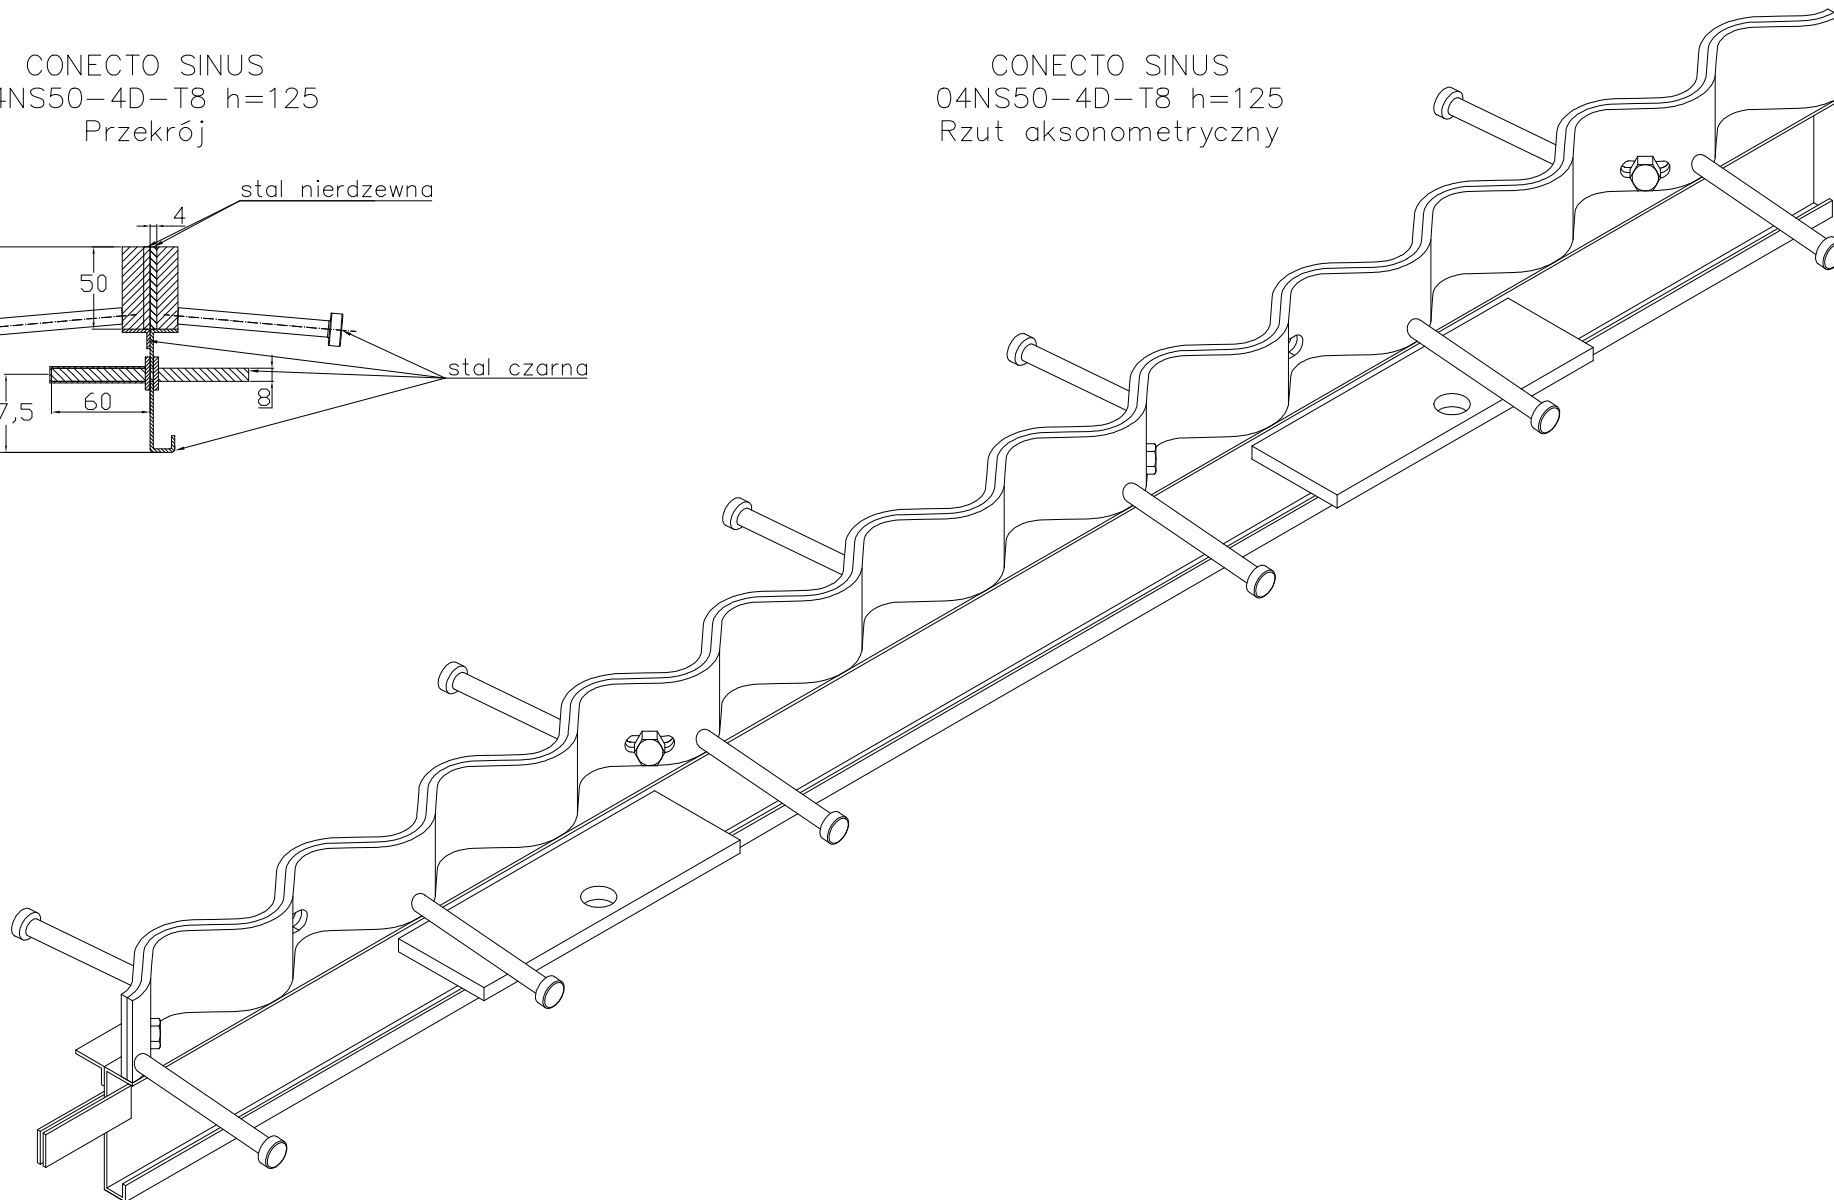 CONECTO SINUS
4NS50-4D-T8 h=125
Przekrój
CONECTO SINUS
04NS50-4D-T8 h=125
Rzut aksonometryczny
stal nierdzewna
4
50
stal czarna
60
8
7,5